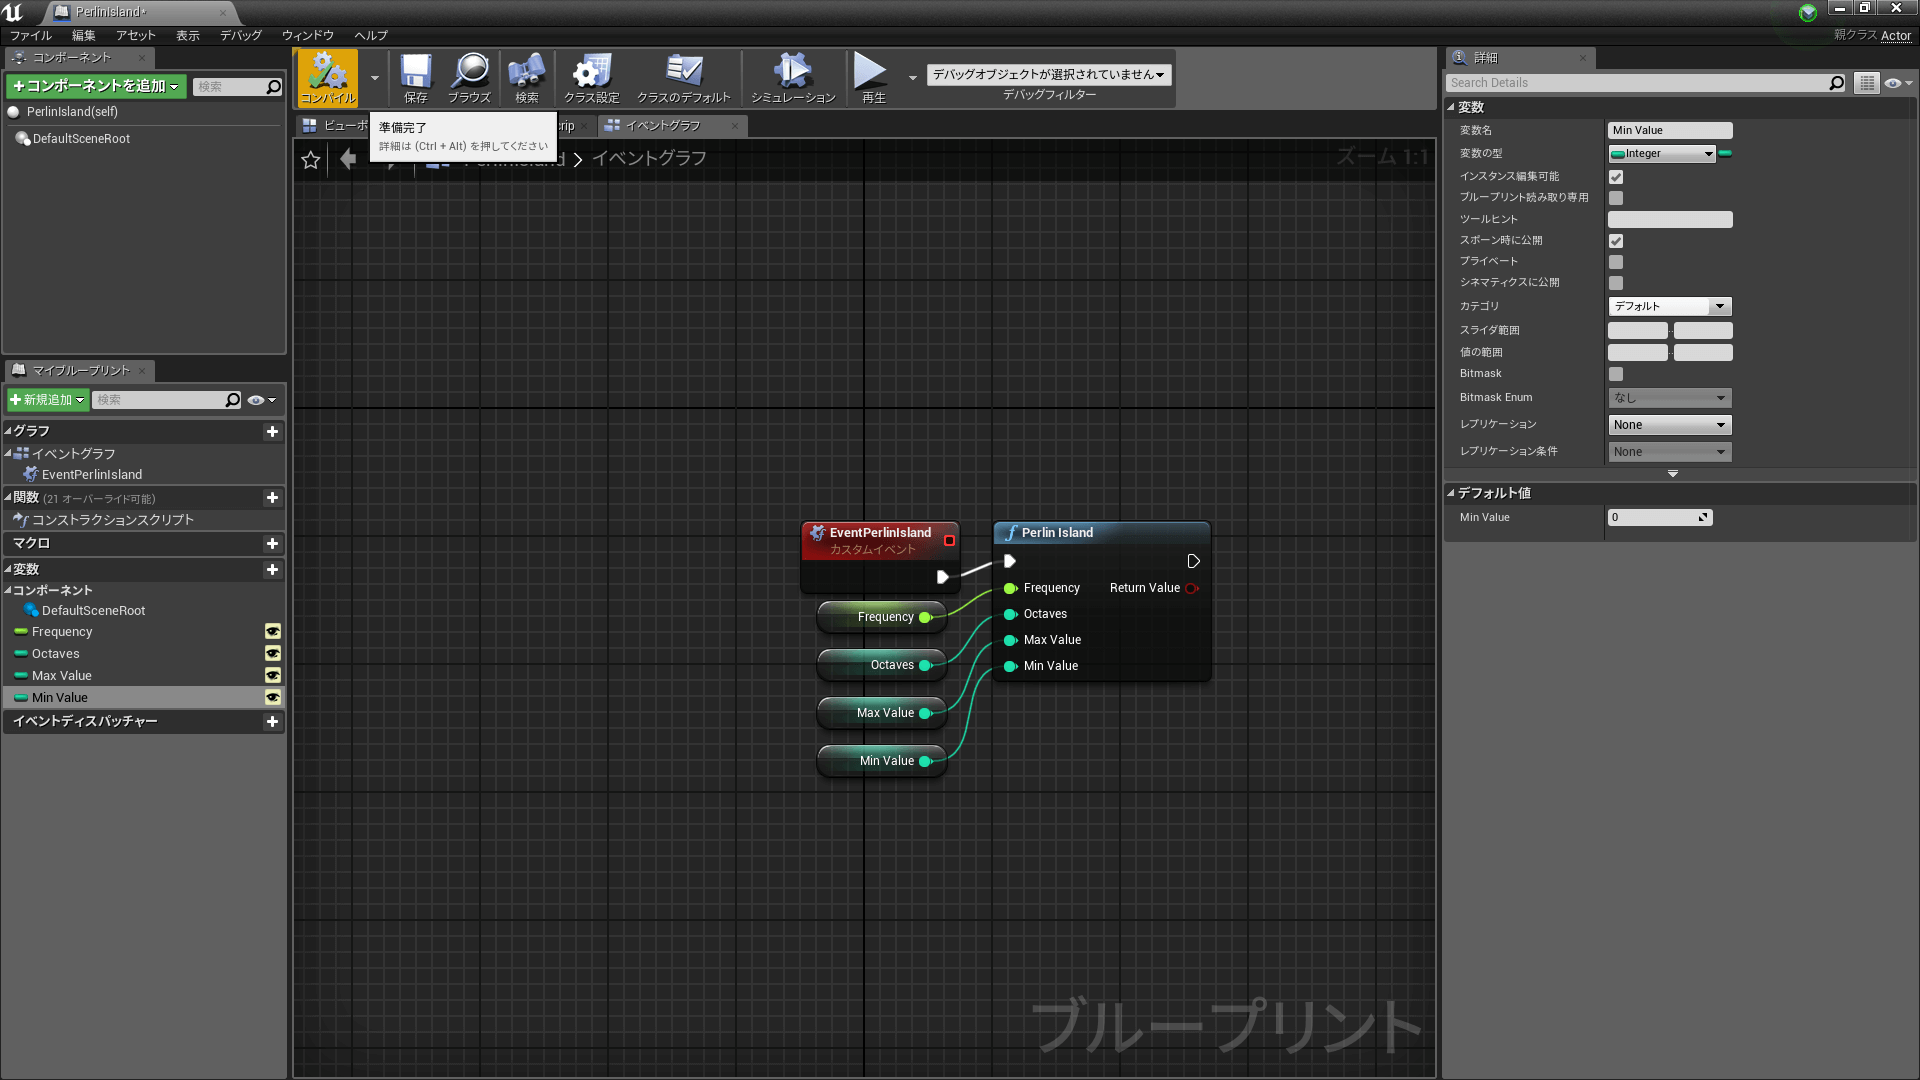 PerlinIsland*
ファイル 編集 アセット 表示 デバッグ ウィンドウ ヘルプ
親クラス Actor
コンポーネント
+コンポーネントを追加
検索
PerlinIsland(self)
DefaultSceneRoot
マイブループリント
+新規追加
検索
グラフ
イベントグラフ
EventPerlinIsland
関数 (21 オーバーライド可能)
コンストラクションスクリプト
マクロ
変数
コンポーネント
DefaultSceneRoot
Frequency
Octaves
Max Value
Min Value
イベントディスパッチャー
コンパイル
保存
ブラウズ
検索
クラス設定
クラスのデフォルト
シミュレーション
再生
デバッグオブジェクトが選択されていません
デバッグフィルター
ビューポ
crip
イベントグラフ
準備完了
詳細は (Ctrl + Alt) を押してください
> イベントグラフ
ズーム 1:1
EventPerlinIsland
カスタムイベント
Frequency
Octaves
Max Value
Min Value
Perlin Island
Frequency Return Value
Octaves
Max Value
Min Value
ブループリント
詳細
Search Details
変数
変数名 Min Value
変数の型 Integer
インスタンス編集可能
ブループリント読み取り専用
ツールヒント
スポーン時に公開
プライベート
シネマティクスに公開
カテゴリ デフォルト
スライダ範囲
値の範囲
Bitmask
Bitmask Enum なし
レプリケーション None
レプリケーション条件 None
デフォルト値
Min Value 0